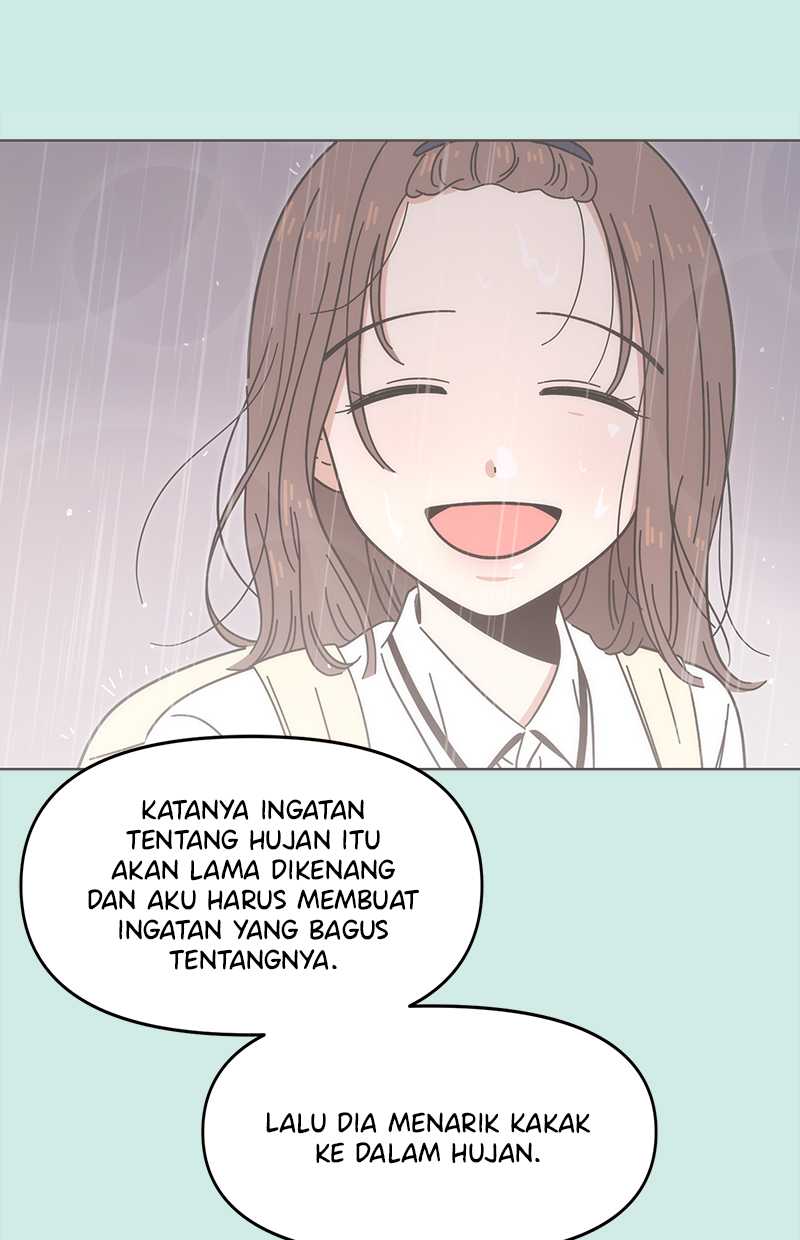 KATANYA INGATAN
TENTANG HUJAN ITU
AKAN LAMA DIKENANG
DAN AKU HARUS MEMBUAT
INGATAN YANG BAGUS
TENTANGNYA.
LALU DIA MENARIK KAKAK
KE DALAM HUJAN.